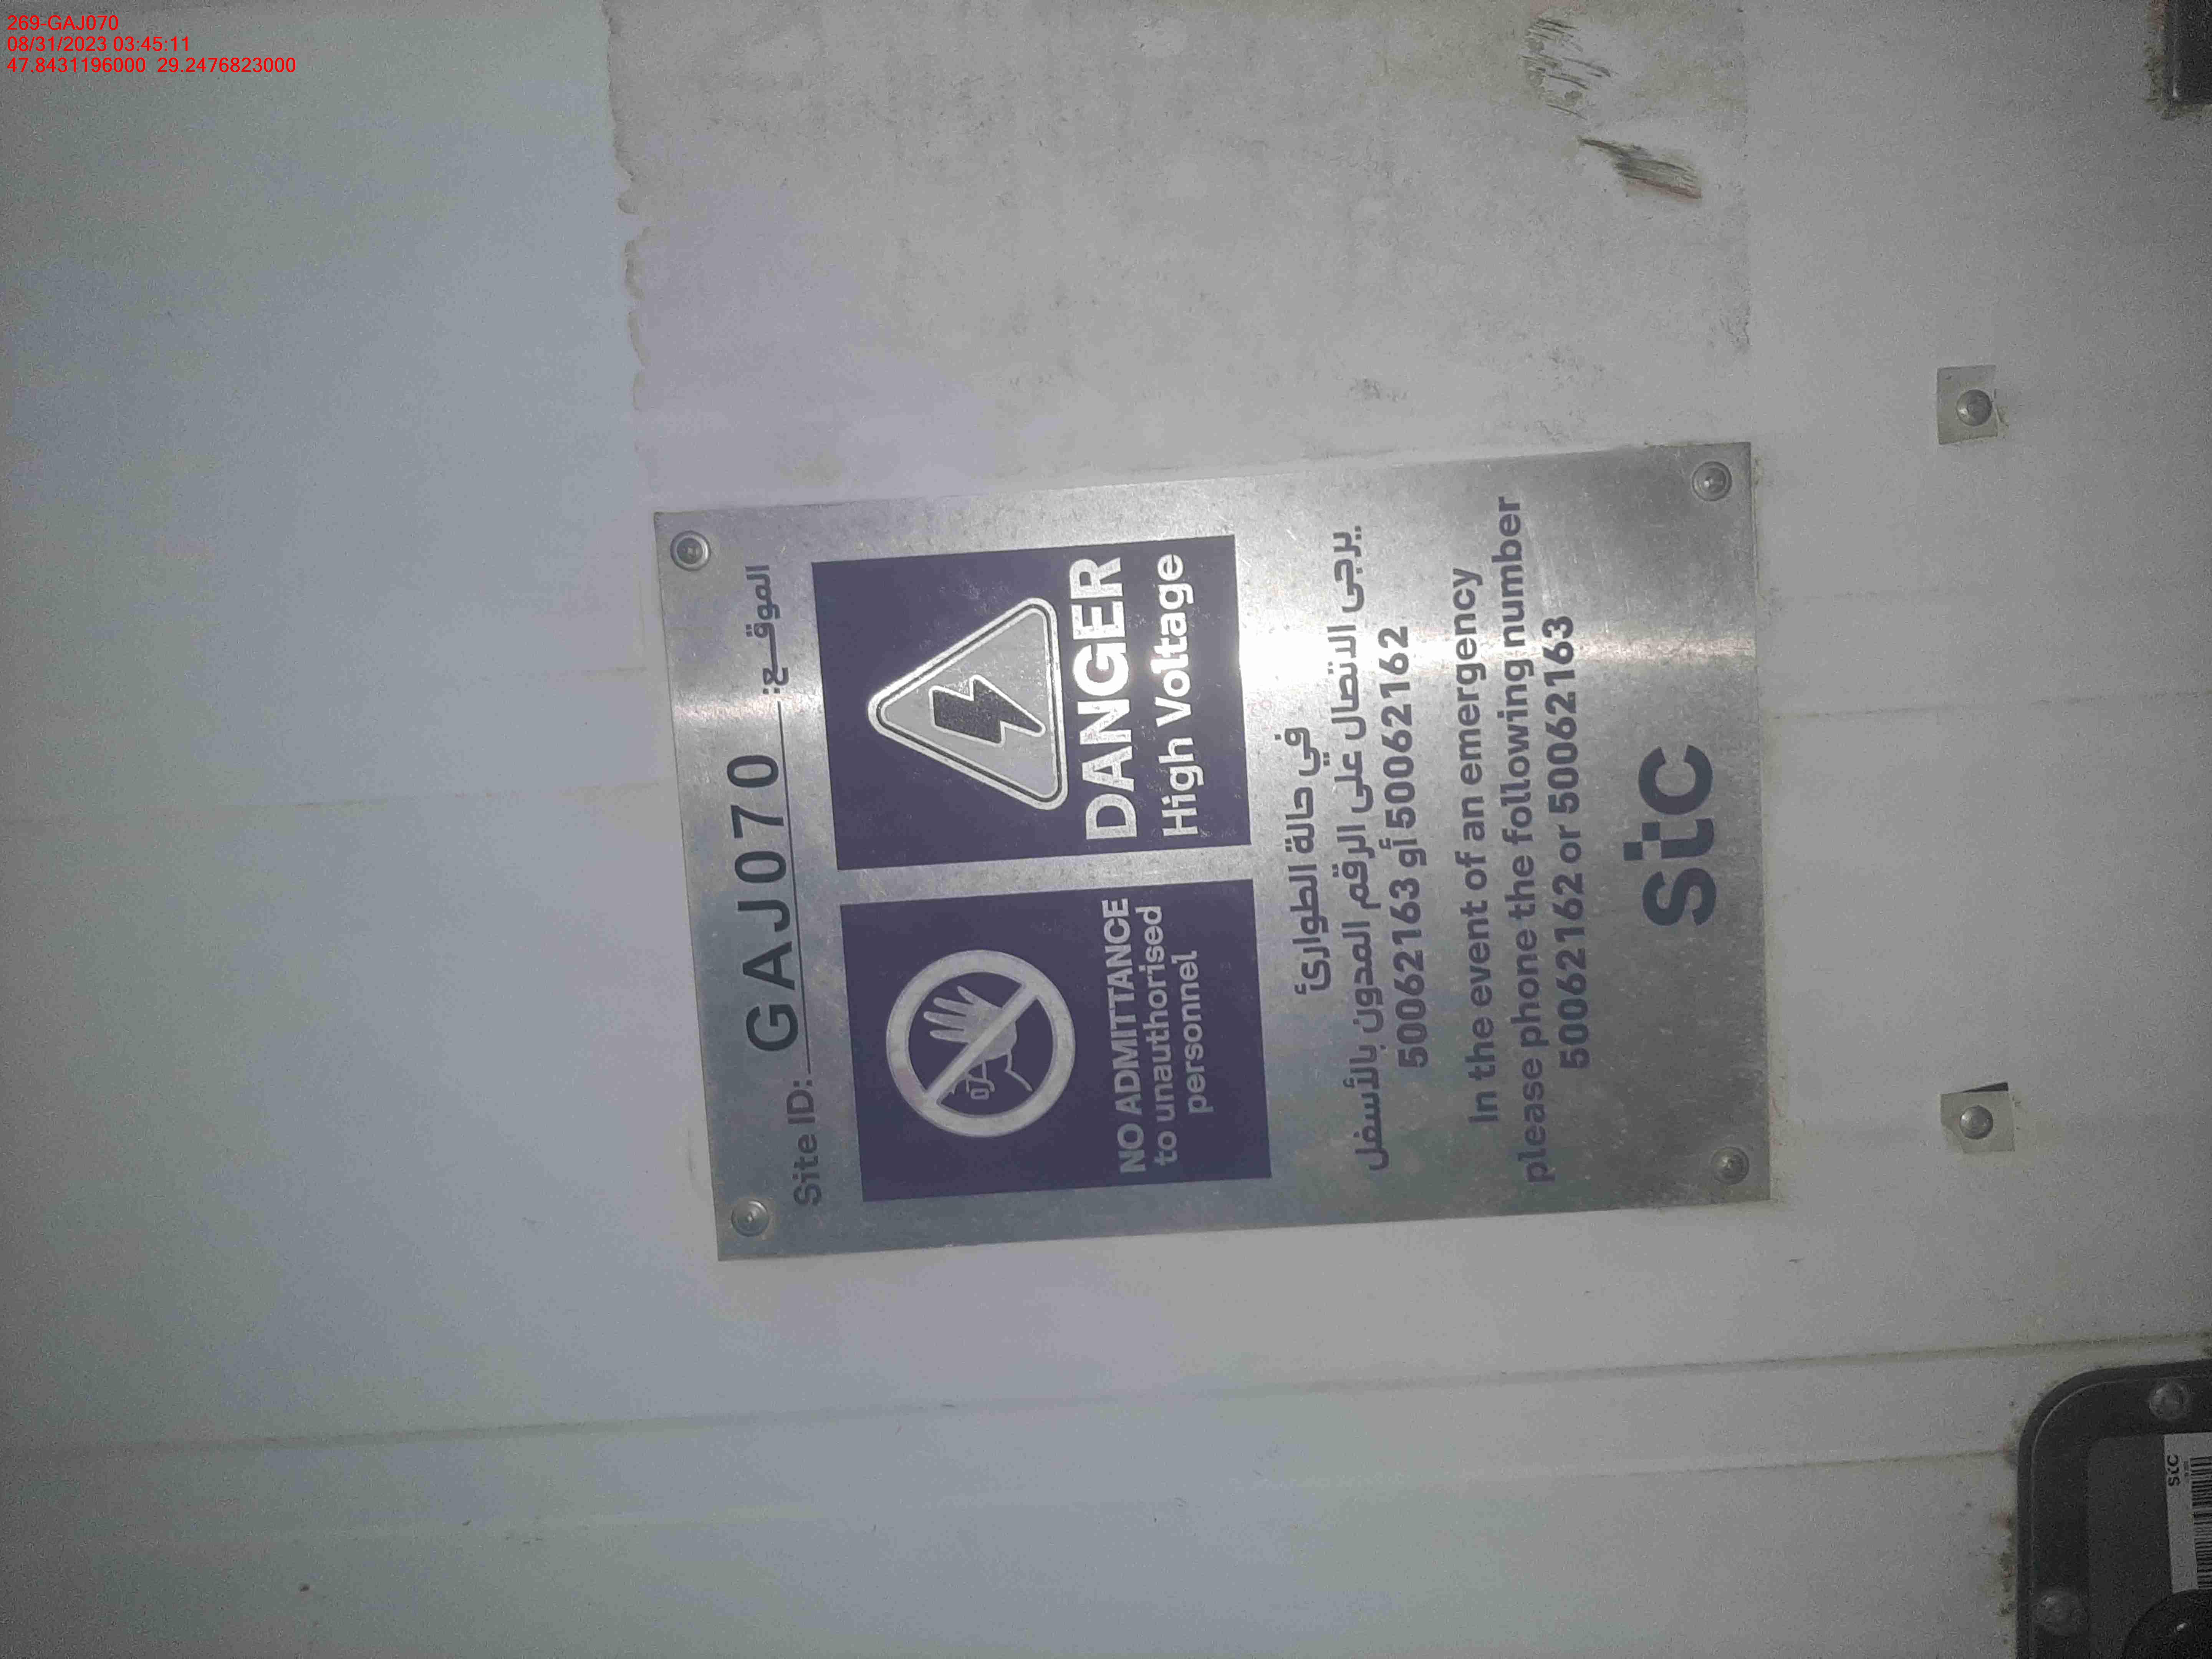 269-GAJ070
08/31/2023 03:45:11
47.8431196000 29.2476823000
Site ID: GAJ070 الموقـــع:
NO ADMITTANCE
to unauthorised
personnel
DANGER
High Voltage
في حالة الطوارئ
يرجى الاتصال على الرقم المدون بالأسفل
50062162 أو 50062163
In the event of an emergency
please phone the following number
50062162 or 50062163
stc
stc